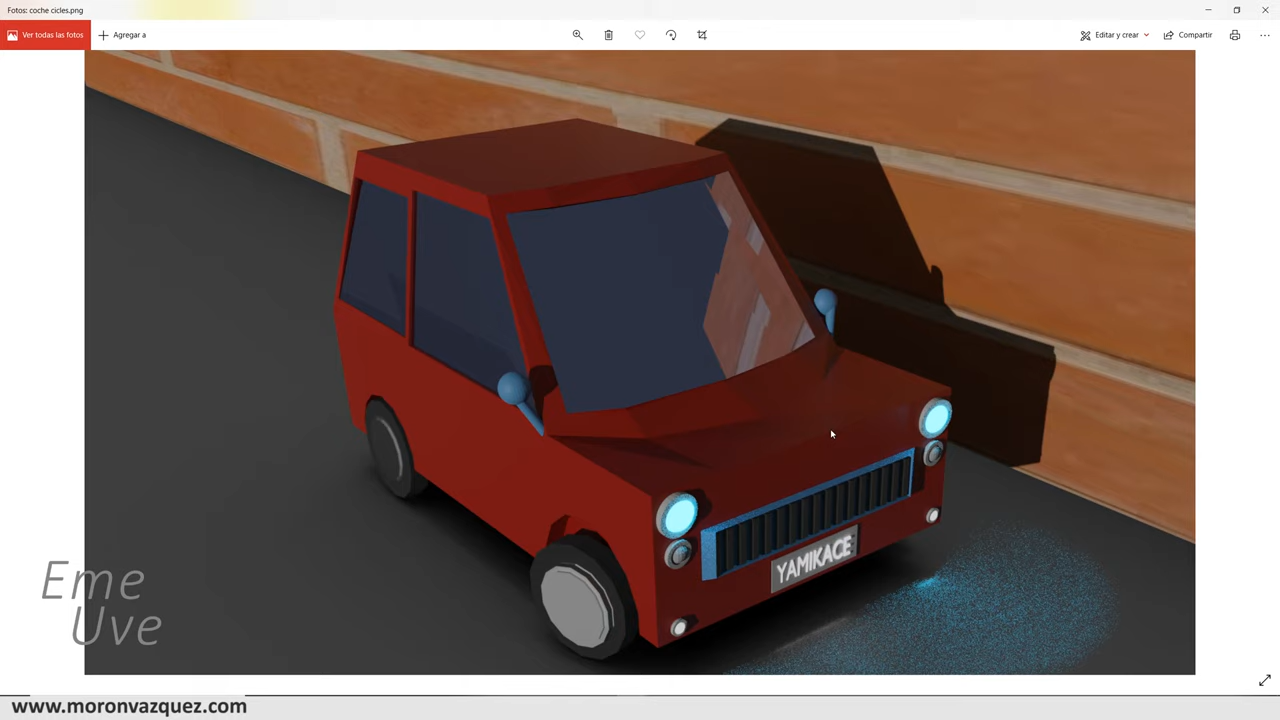 Fotos: coche cicles.png
Ver todas las fotos
Agregar a
Editar y crear
Compartir
YAMIKACE
Eme
Uve
www.moronvazquez.com